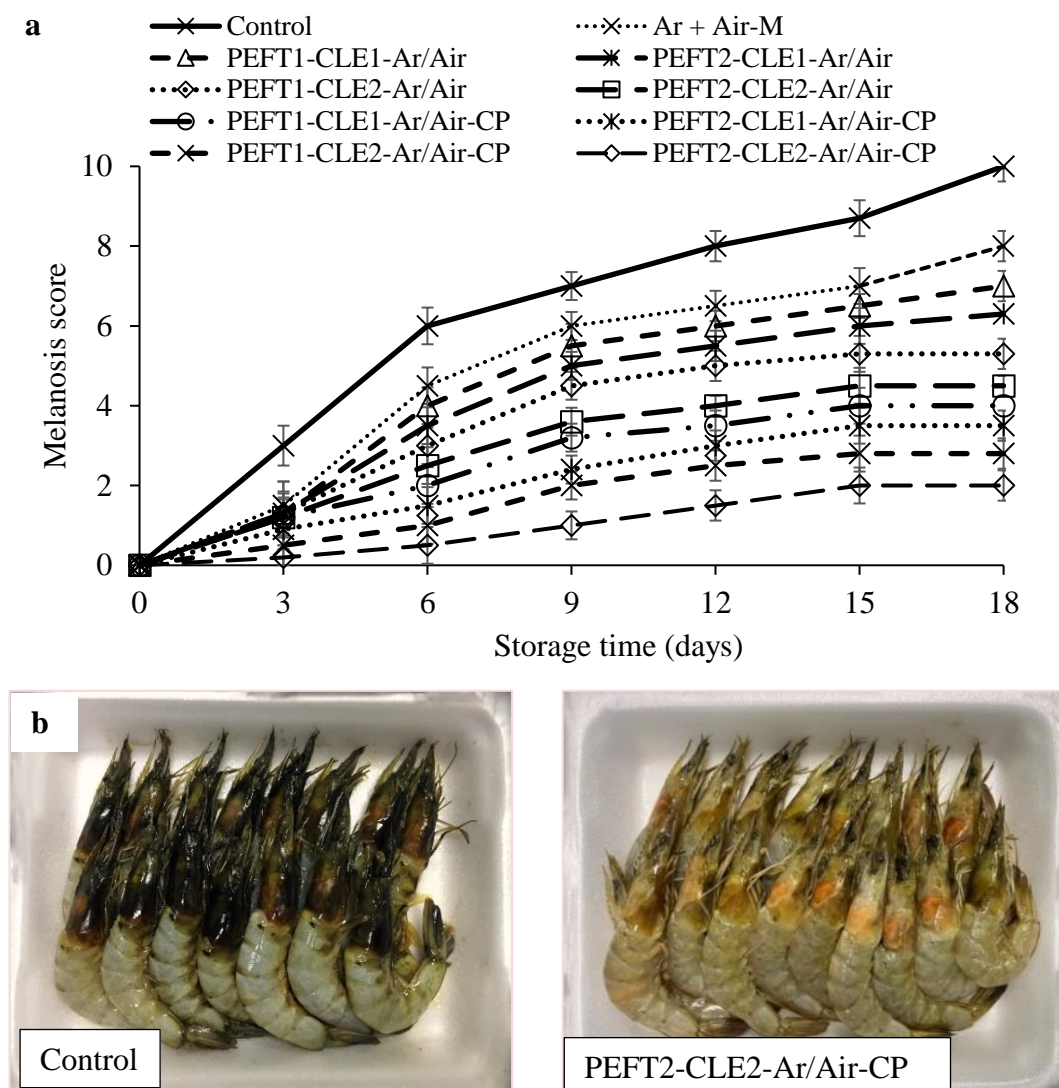 a
Control
Ar + Air-M
PEFT1-CLE1-Ar/Air
PEFT2-CLE1-Ar/Air
PEFT1-CLE2-Ar/Air
PEFT2-CLE2-Ar/Air
PEFT1-CLE1-Ar/Air-CP
PEFT2-CLE1-Ar/Air-CP
PEFT1-CLE2-Ar/Air-CP
PEFT2-CLE2-Ar/Air-CP
10
8
6
4
2
0
Melanosis score
0 3 6 9 12 15 18
Storage time (days)
b
Control
PEFT2-CLE2-Ar/Air-CP